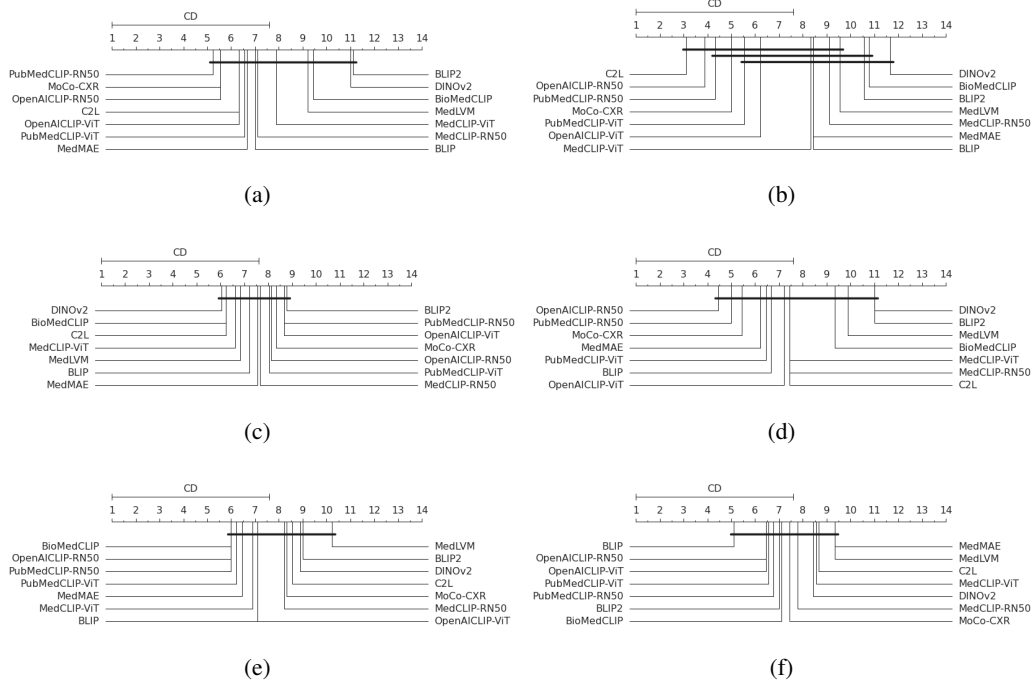 CD
1 2 3 4 5 6 7 8 9 10 11 12 13 14
PubMedCLIP-RN50 BLIP2
MoCo-CXR DINOv2
OpenAICLIP-RN50 BioMedCLIP
C2L MedLVM
OpenAICLIP-ViT MedCLIP-ViT
PubMedCLIP-ViT MedCLIP-RN50
MedMAE BLIP
(a)
CD
1 2 3 4 5 6 7 8 9 10 11 12 13 14
C2L DINOv2
OpenAICLIP-RN50 BioMedCLIP
PubMedCLIP-RN50 BLIP2
MoCo-CXR MedLVM
PubMedCLIP-ViT MedCLIP-RN50
OpenAICLIP-ViT MedMAE
MedCLIP-ViT BLIP
(b)
CD
1 2 3 4 5 6 7 8 9 10 11 12 13 14
DINOv2 BLIP2
BioMedCLIP PubMedCLIP-RN50
C2L OpenAICLIP-ViT
MedCLIP-ViT MoCo-CXR
MedLVM OpenAICLIP-RN50
BLIP PubMedCLIP-ViT
MedMAE MedCLIP-RN50
(c)
CD
1 2 3 4 5 6 7 8 9 10 11 12 13 14
OpenAICLIP-RN50 DINOv2
PubMedCLIP-RN50 BLIP2
MoCo-CXR MedLVM
MedMAE BioMedCLIP
PubMedCLIP-ViT MedCLIP-ViT
BLIP MedCLIP-RN50
OpenAICLIP-ViT C2L
(d)
CD
1 2 3 4 5 6 7 8 9 10 11 12 13 14
BioMedCLIP MedLVM
OpenAICLIP-RN50 BLIP2
PubMedCLIP-RN50 DINOv2
PubMedCLIP-ViT C2L
MedMAE MoCo-CXR
MedCLIP-ViT MedCLIP-RN50
BLIP OpenAICLIP-ViT
(e)
CD
1 2 3 4 5 6 7 8 9 10 11 12 13 14
BLIP MedMAE
OpenAICLIP-RN50 MedLVM
OpenAICLIP-ViT C2L
PubMedCLIP-ViT MedCLIP-ViT
PubMedCLIP-RN50 DINOv2
BLIP2 MedCLIP-RN50
BioMedCLIP MoCo-CXR
(f)